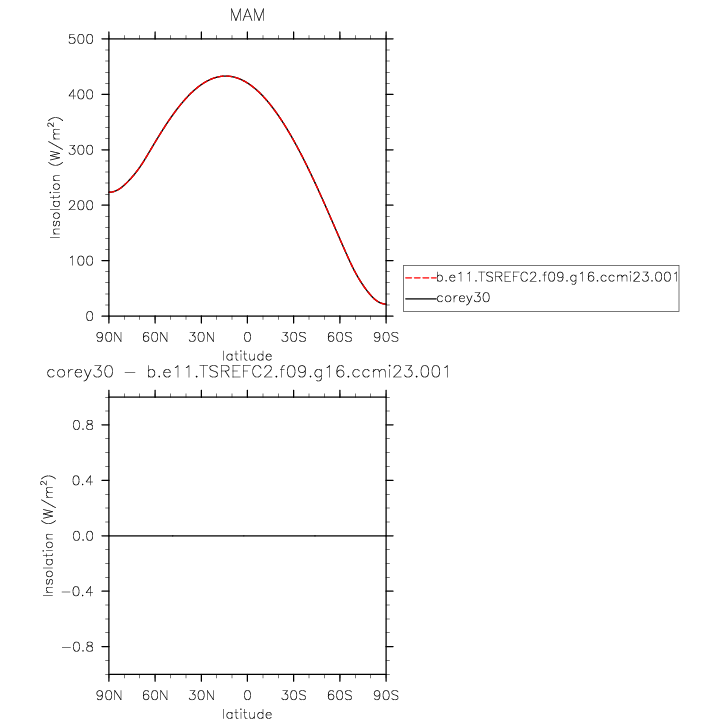 MAM
500
400
300
200
100
0
Insolation (W/m²)
90N 60N 30N 0 30S 60S 90S
latitude
b.e11.TSREFC2.f09.g16.ccmi23.001
corey30
corey30 − b.e11.TSREFC2.f09.g16.ccmi23.001
0.8
0.4
0.0
−0.4
−0.8
Insolation (W/m²)
90N 60N 30N 0 30S 60S 90S
latitude